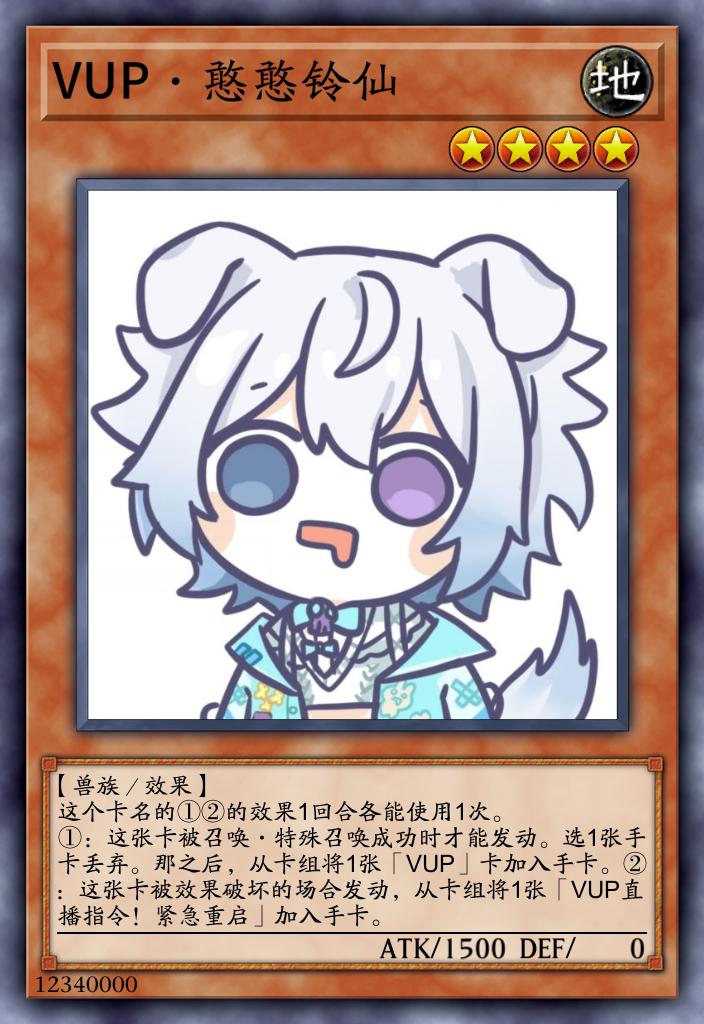 VUP·憨憨铃仙
地
【兽族/效果】
这个卡名的①②的效果1回合各能使用1次。
①：这张卡被召唤·特殊召唤成功时才能发动。选1张手
卡丢弃。那之后，从卡组将1张「VUP」卡加入手卡。②
：这张卡被效果破坏的场合发动，从卡组将1张「VUP直
播指令！紧急重启」加入手卡。
ATK/1500 DEF/ 0
12340000